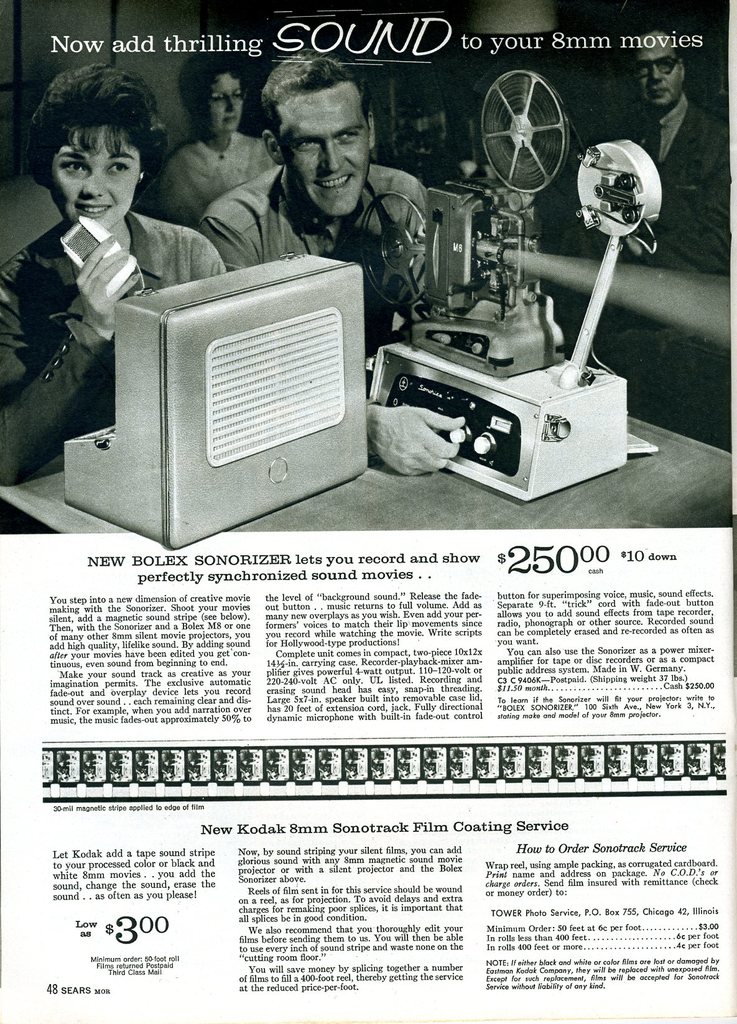 Now add thrilling SOUND to your 8mm movies
M8
Sonorizer
NEW BOLEX SONORIZER lets you record and show
perfectly synchronized sound movies . .
$250.00 cash $10 down
You step into a new dimension of creative movie
making with the Sonorizer. Shoot your movies
silent, add a magnetic sound stripe (see below).
Then, with the Sonorizer and a Bolex M8 or one
of many other 8mm silent movie projectors, you
add high quality, lifelike sound. By adding sound
after your movies have been edited you get con-
tinuous, even sound from beginning to end.
Make your sound track as creative as your
imagination permits. The exclusive automatic
fade-out and overlay device lets you record
sound over sound . . each remaining clear and dis-
tinct. For example, when you add narration over
music, the music fades-out approximately 50% to
the level of "background sound." Release the fade-
out button . . music returns to full volume. Add as
many new overlays as you wish. Even add your per-
formers' voices to match their lip movements since
you record while watching the movie. Write scripts
for Hollywood-type productions!
Complete unit comes in compact, two-piece 10x12x
14½-in. carrying case. Recorder-playback-mixer am-
plifier gives powerful 4-watt output. 110-120-volt or
220-240-volt AC only. UL listed. Recording and
erasing sound head has easy, snap-in threading.
Large 5x7-in. speaker built into removable case lid,
has 20 feet of extension cord, jack. Fully directional
dynamic microphone with built-in fade-out control
button for superimposing voice, music, sound effects.
Separate 9-ft. "trick" cord with fade-out button
allows you to add sound effects from tape recorder,
radio, phonograph or other source. Recorded sound
can be completely erased and re-recorded as often as
you want.
You can also use the Sonorizer as a power mixer-
amplifier for tape or disc recorders or as a compact
public address system. Made in W. Germany.
C3 C 9406K—Postpaid. (Shipping weight 37 lbs.)
$11.50 month..............................Cash $250.00
To learn if the Sonorizer will fit your projector: write to
"BOLEX SONORIZER," 100 Sixth Ave., New York 3, N.Y.,
stating make and model of your 8mm projector.
30-mil magnetic stripe applied to edge of film
New Kodak 8mm Sonotrack Film Coating Service
Let Kodak add a tape sound stripe
to your processed color or black and
white 8mm movies . . you add the
sound, change the sound, erase the
sound . . as often as you please!
Low as $3.00
Minimum order: 50-foot roll
Films returned Postpaid
Third Class Mail
Now, by sound striping your silent films, you can add
glorious sound with any 8mm magnetic sound movie
projector or with a silent projector and the Bolex
Sonorizer above.
Reels of film sent in for this service should be wound
on a reel, as for projection. To avoid delays and extra
charges for remaking poor splices, it is important that
all splices be in good condition.
We also recommend that you thoroughly edit your
films before sending them to us. You will then be able
to use every inch of sound stripe and waste none on the
"cutting room floor."
You will save money by splicing together a number
of films to fill a 400-foot reel, thereby getting the service
at the reduced price-per-foot.
How to Order Sonotrack Service
Wrap reel, using ample packing, as corrugated cardboard.
Print name and address on package. No C.O.D.'s or
charge orders. Send film insured with remittance (check
or money order) to:
TOWER Photo Service, P.O. Box 755, Chicago 42, Illinois
Minimum Order: 50 feet at 6c per foot.............$3.00
In rolls less than 400 feet....................6c per foot
In rolls 400 feet or more.....................4c per foot
NOTE: If either black and white or color films are lost or damaged by
Eastman Kodak Company, they will be replaced with unexposed film.
Except for such replacement, films will be accepted for Sonotrack
Service without liability of any kind.
48 SEARS MOR